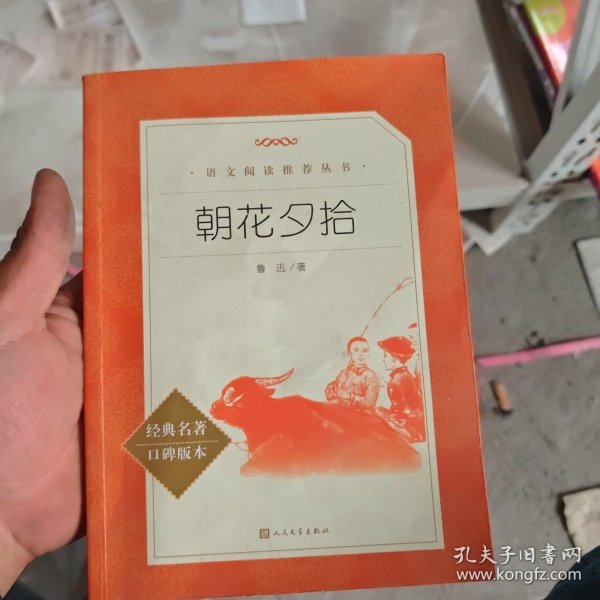 ·语文阅读推荐丛书·
朝花夕拾
鲁迅/著
经典名著
口碑版本
人民文学出版社
孔夫子旧书网
www.kongfz.com